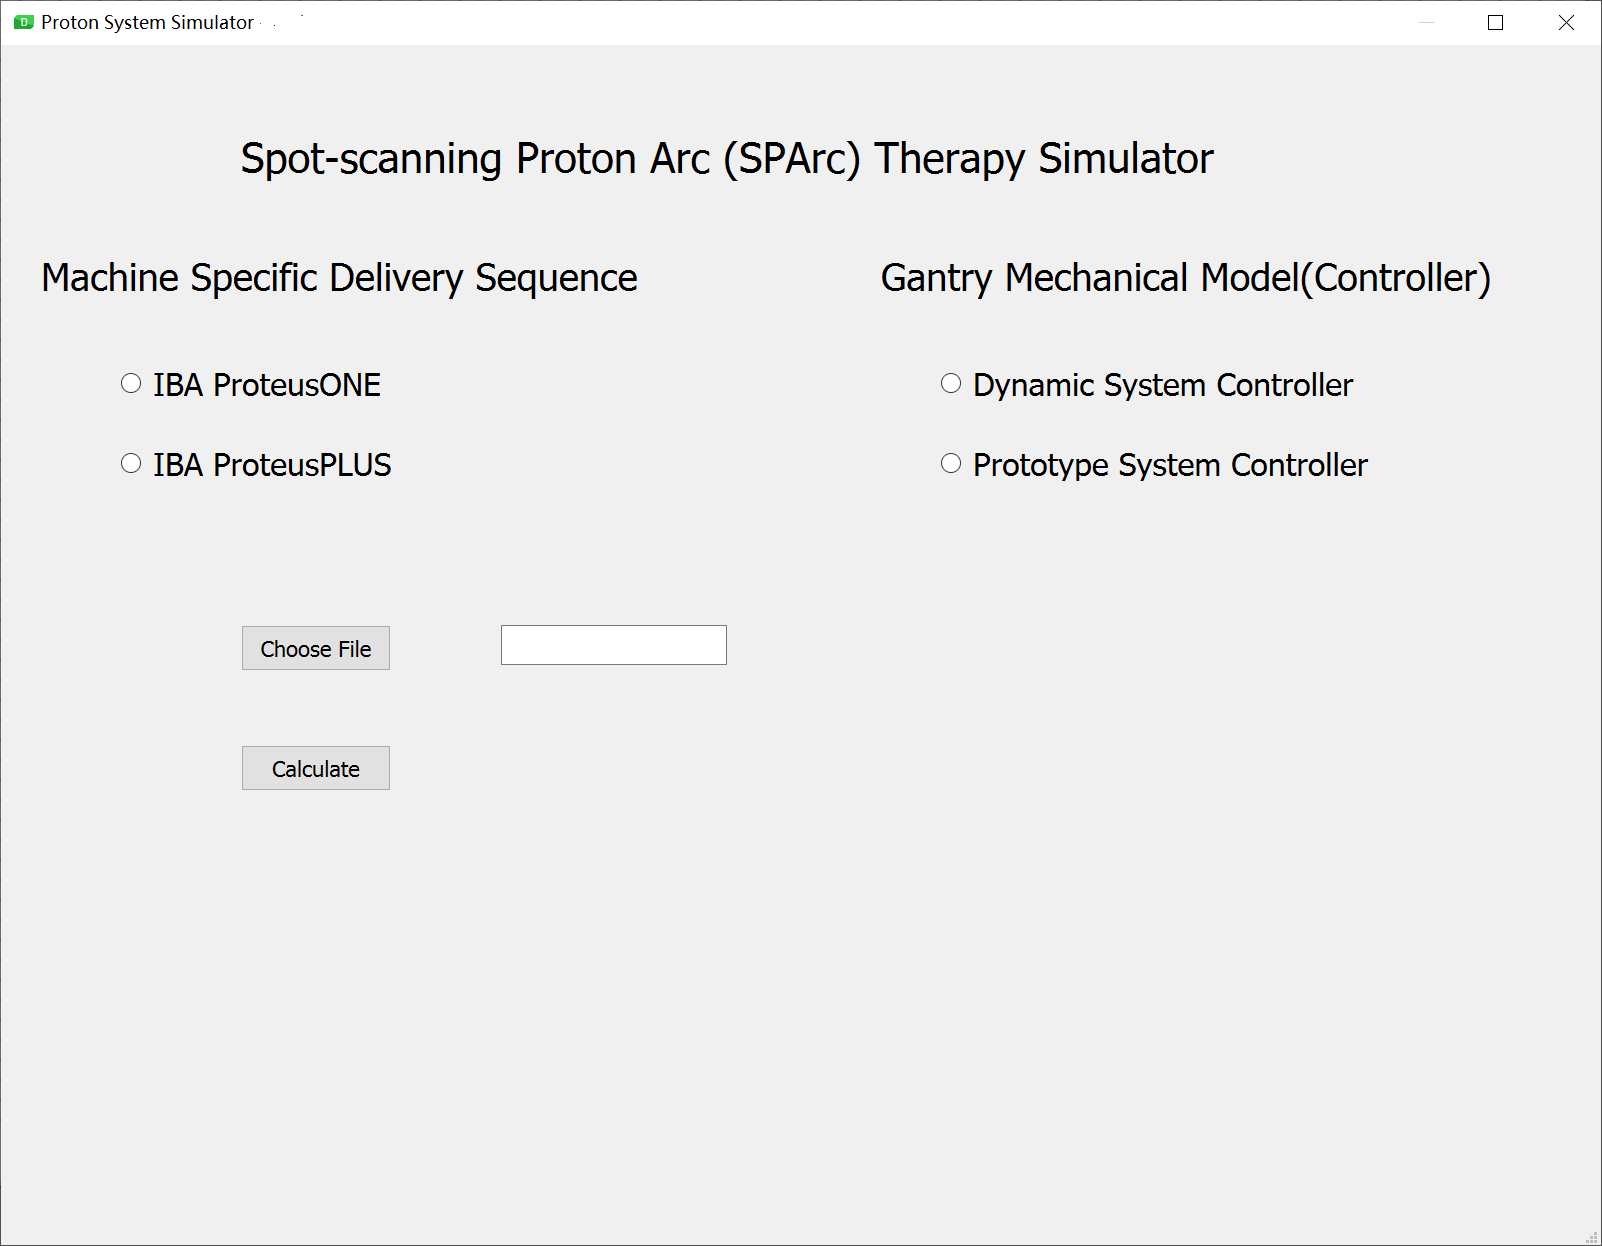 Proton System Simulator
Spot-scanning Proton Arc (SPArc) Therapy Simulator
Machine Specific Delivery Sequence
Gantry Mechanical Model(Controller)
IBA ProteusONE
Dynamic System Controller
IBA ProteusPLUS
Prototype System Controller
Choose File
Calculate